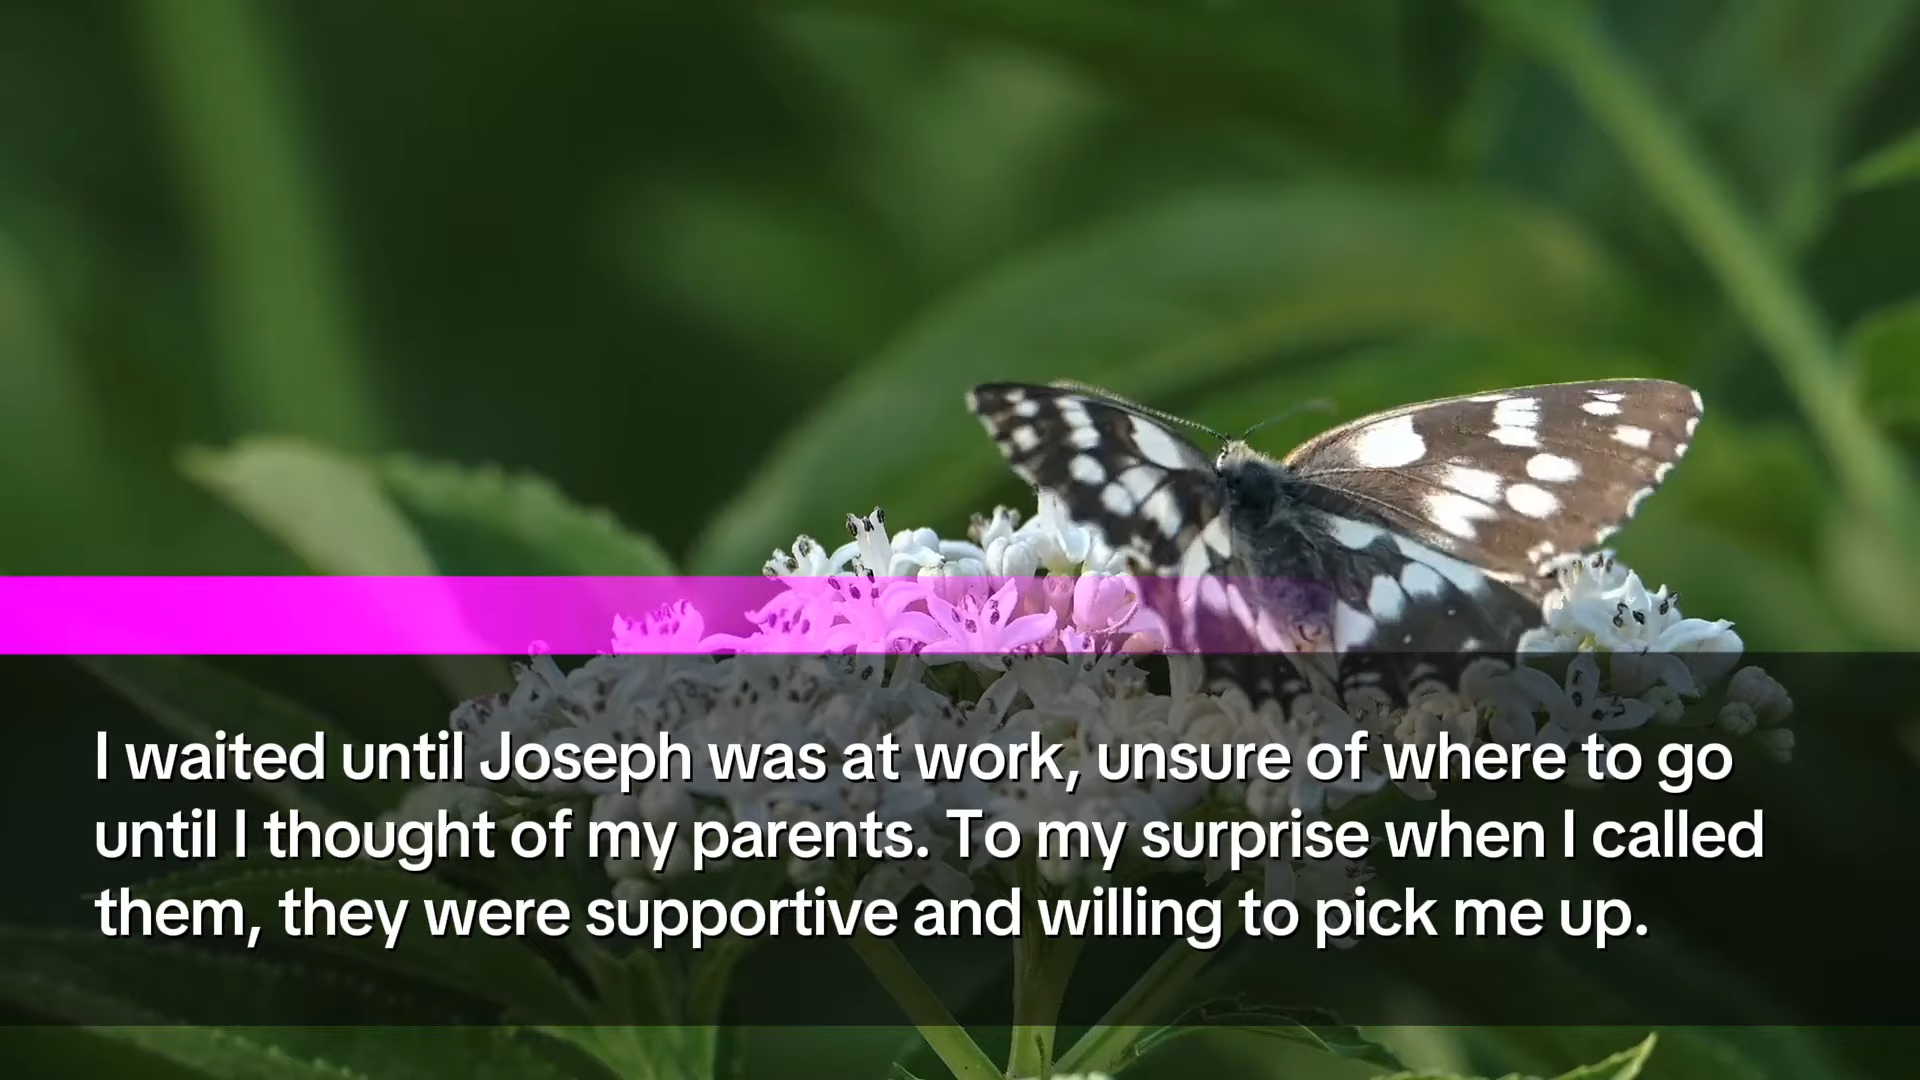 I waited until Joseph was at work, unsure of where to go
until I thought of my parents. To my surprise when I called
them, they were supportive and willing to pick me up.